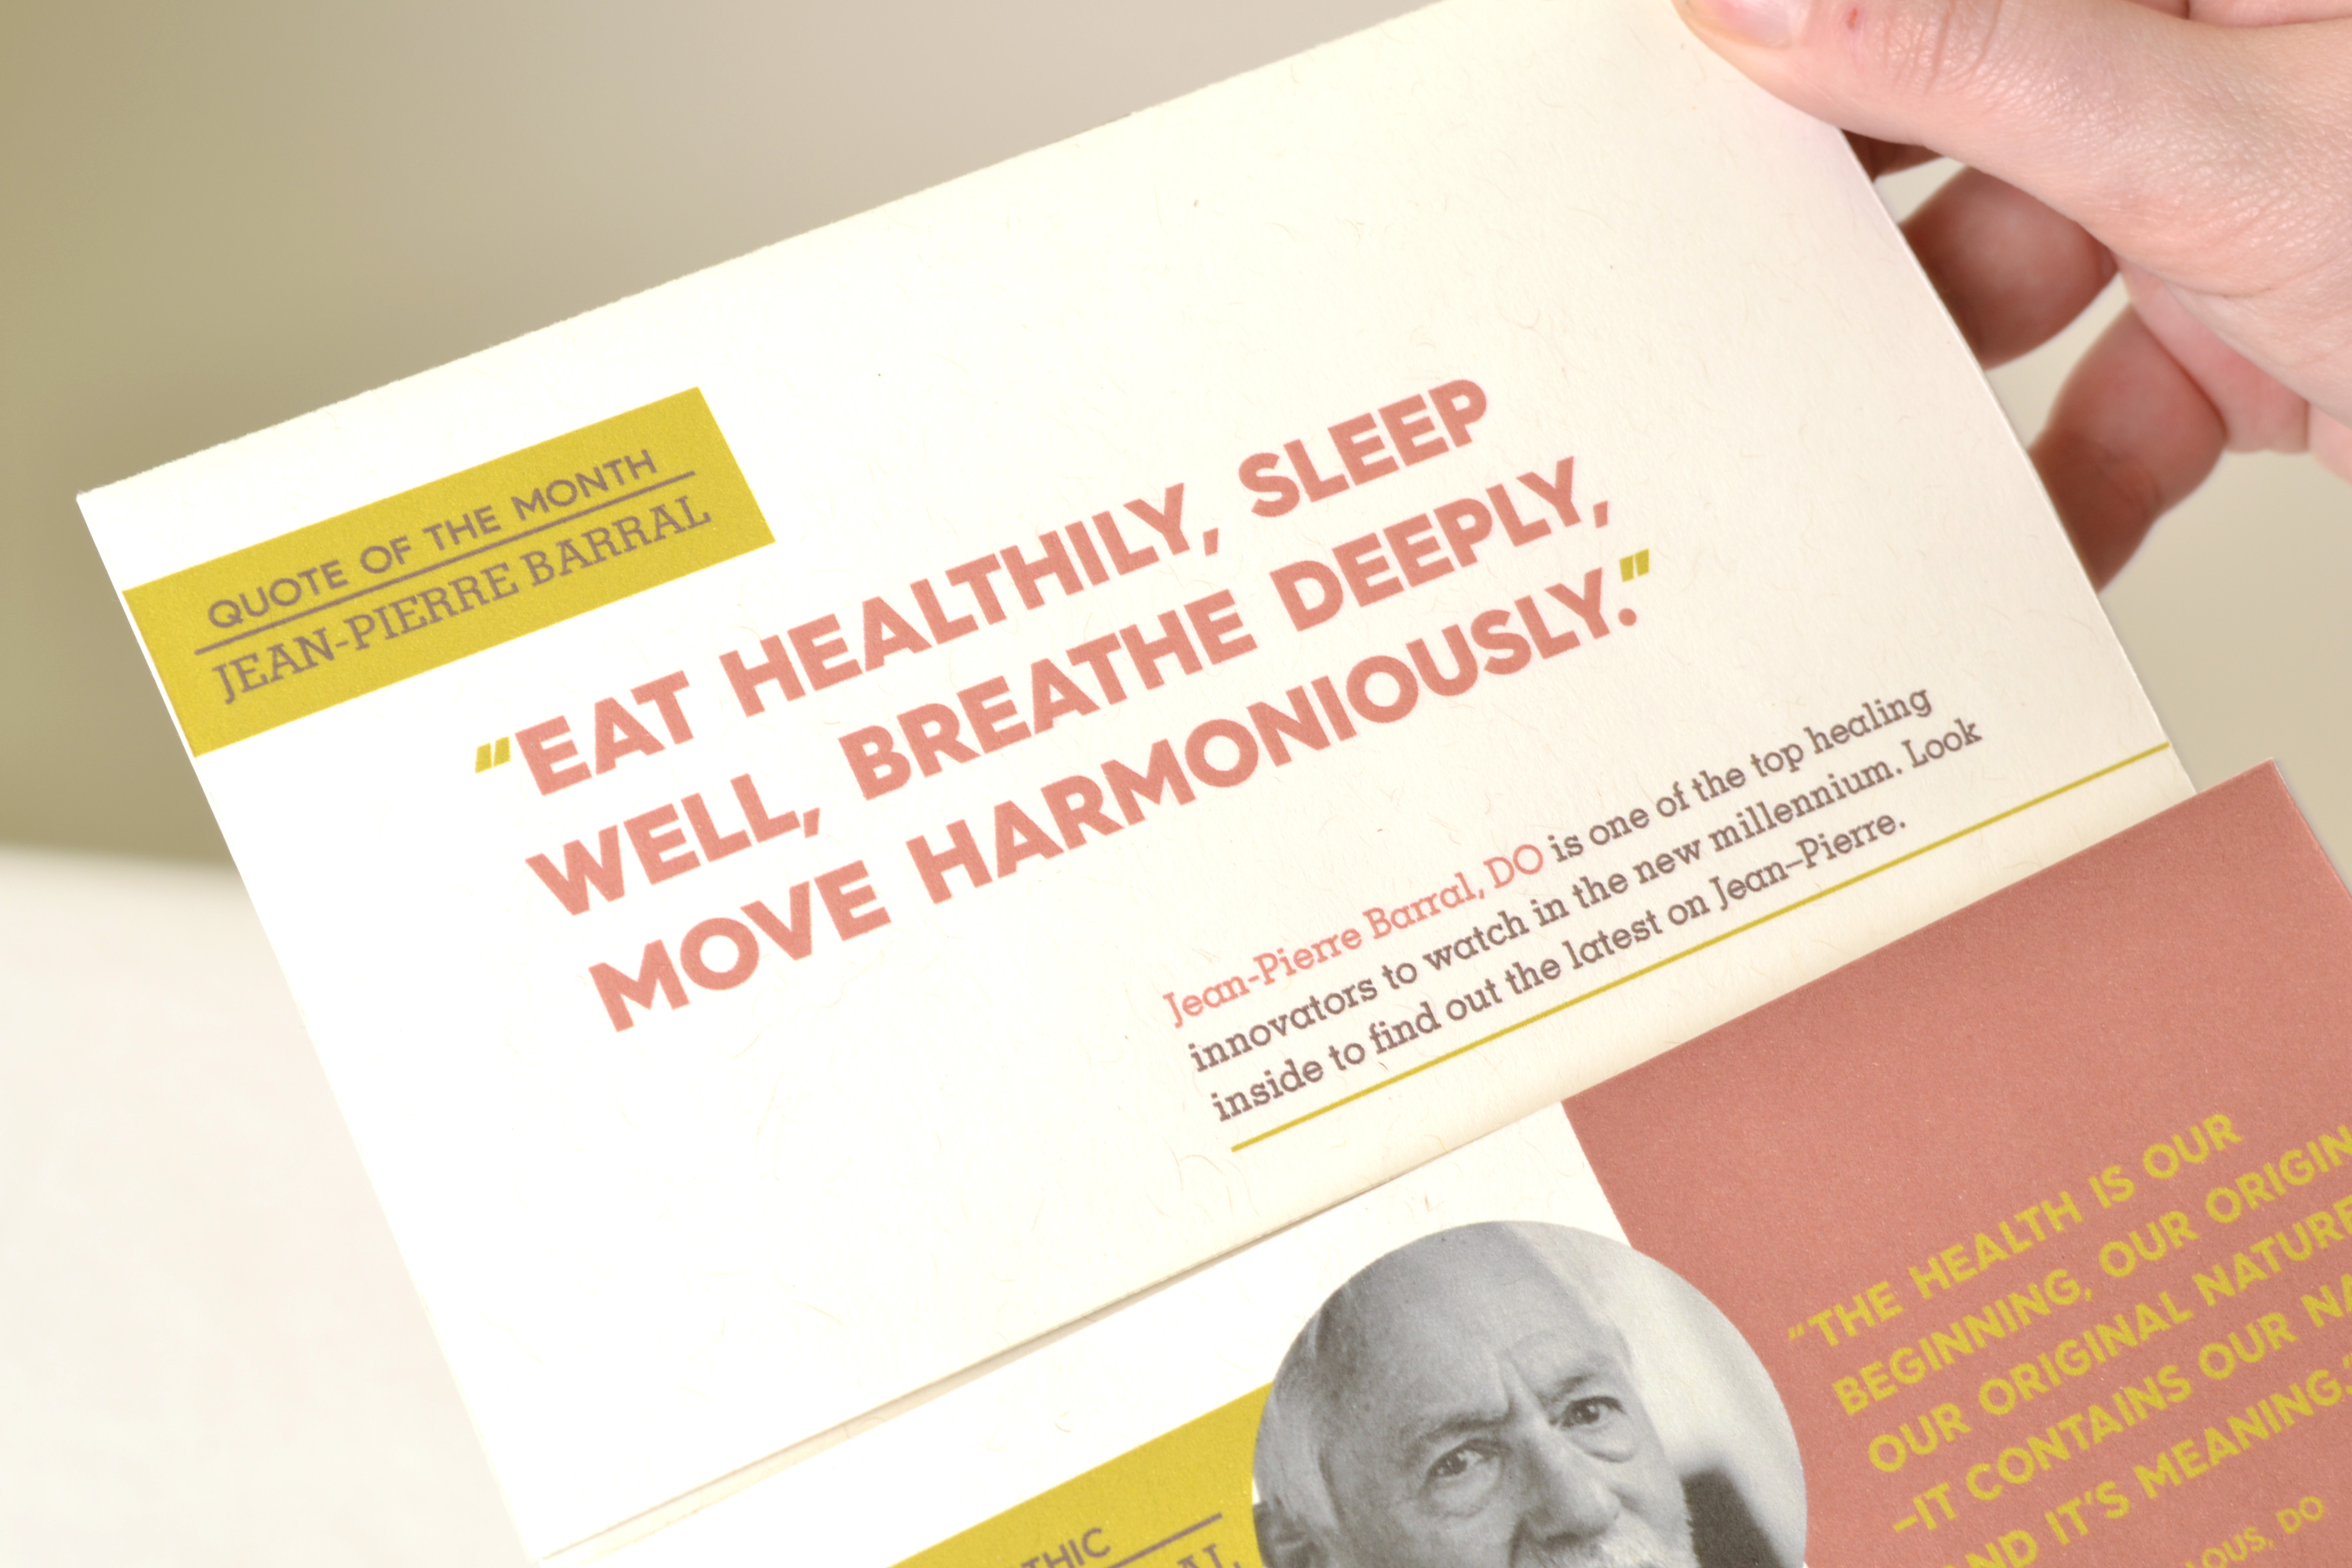 QUOTE OF THE MONTH
JEAN-PIERRE BARRAL
“EAT HEALTHILY, SLEEP
WELL, BREATHE DEEPLY,
MOVE HARMONIOUSLY.”
Jean-Pierre Barral, DO is one of the top healing
innovators to watch in the new millennium. Look
inside to find out the latest on Jean–Pierre.
“THE HEALTH IS OUR
BEGINNING, OUR
OUR ORIGINAL NATURE
–IT CONTAINS OUR
IT’S MEANING.”
DO